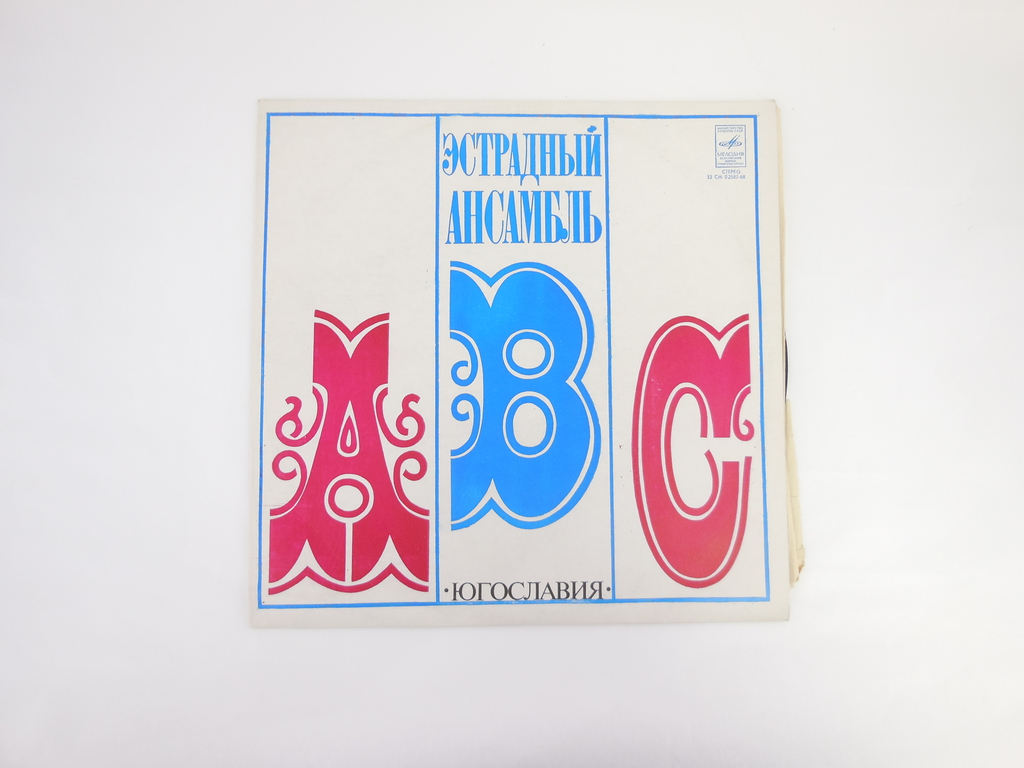 ЭСТРАДНЫЙ
АНСАМБЛЬ
ABC
·ЮГОСЛАВИЯ·
МЕЛОДИЯ
СТЕРЕО